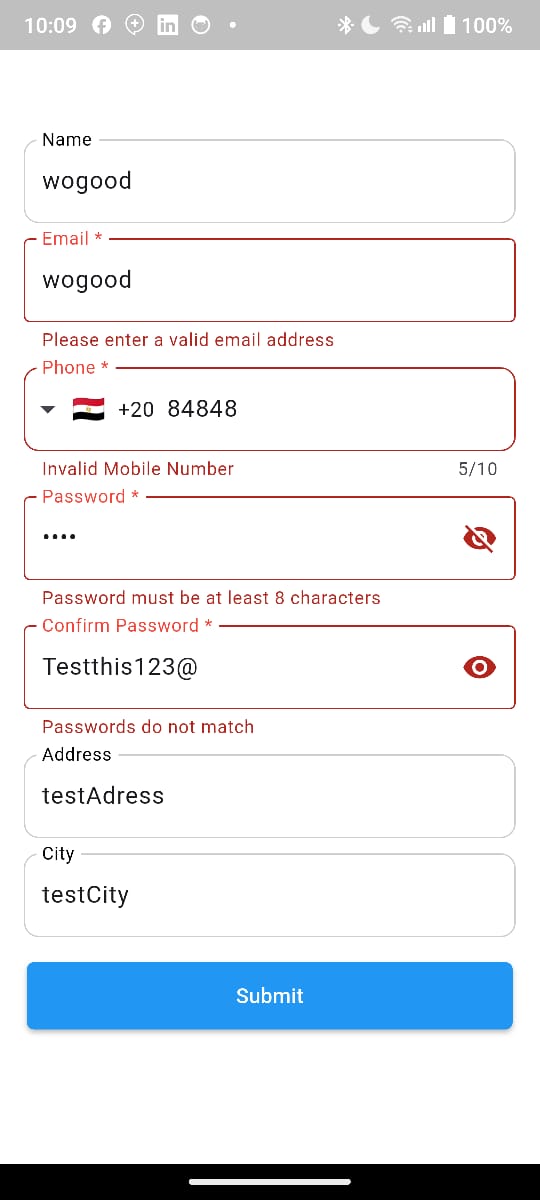 10:09 100%
Name
wogood
Email *
wogood
Please enter a valid email address
Phone *
+20 84848
Invalid Mobile Number 5/10
Password *
••••
Password must be at least 8 characters
Confirm Password *
Testthis123@
Passwords do not match
Address
testAdress
City
testCity
Submit